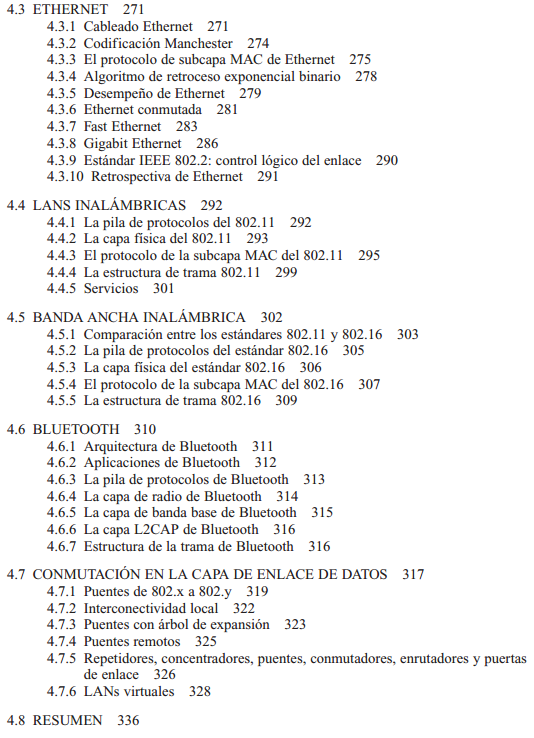 4.3 ETHERNET 271
4.3.1 Cableado Ethernet 271
4.3.2 Codificación Manchester 274
4.3.3 El protocolo de subcapa MAC de Ethernet 275
4.3.4 Algoritmo de retroceso exponencial binario 278
4.3.5 Desempeño de Ethernet 279
4.3.6 Ethernet conmutada 281
4.3.7 Fast Ethernet 283
4.3.8 Gigabit Ethernet 286
4.3.9 Estándar IEEE 802.2: control lógico del enlace 290
4.3.10 Retrospectiva de Ethernet 291
4.4 LANS INALÁMBRICAS 292
4.4.1 La pila de protocolos del 802.11 292
4.4.2 La capa física del 802.11 293
4.4.3 El protocolo de la subcapa MAC del 802.11 295
4.4.4 La estructura de trama 802.11 299
4.4.5 Servicios 301
4.5 BANDA ANCHA INALÁMBRICA 302
4.5.1 Comparación entre los estándares 802.11 y 802.16 303
4.5.2 La pila de protocolos del estándar 802.16 305
4.5.3 La capa física del estándar 802.16 306
4.5.4 El protocolo de la subcapa MAC del 802.16 307
4.5.5 La estructura de trama 802.16 309
4.6 BLUETOOTH 310
4.6.1 Arquitectura de Bluetooth 311
4.6.2 Aplicaciones de Bluetooth 312
4.6.3 La pila de protocolos de Bluetooth 313
4.6.4 La capa de radio de Bluetooth 314
4.6.5 La capa de banda base de Bluetooth 315
4.6.6 La capa L2CAP de Bluetooth 316
4.6.7 Estructura de la trama de Bluetooth 316
4.7 CONMUTACIÓN EN LA CAPA DE ENLACE DE DATOS 317
4.7.1 Puentes de 802.x a 802.y 319
4.7.2 Interconectividad local 322
4.7.3 Puentes con árbol de expansión 323
4.7.4 Puentes remotos 325
4.7.5 Repetidores, concentradores, puentes, conmutadores, enrutadores y puertas
de enlace 326
4.7.6 LANs virtuales 328
4.8 RESUMEN 336